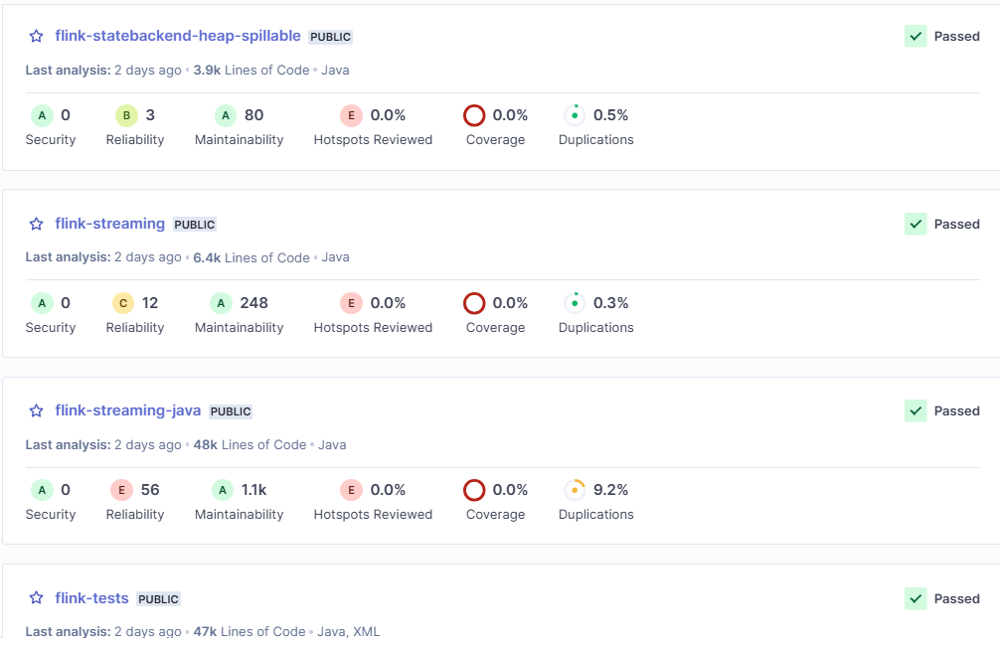 flink-statebackend-heap-spillable PUBLIC Passed
Last analysis: 2 days ago • 3.9k Lines of Code • Java
A 0 B 3 A 80 E 0.0% 0.0% 0.5%
Security Reliability Maintainability Hotspots Reviewed Coverage Duplications
flink-streaming PUBLIC Passed
Last analysis: 2 days ago • 6.4k Lines of Code • Java
A 0 C 12 A 248 E 0.0% 0.0% 0.3%
Security Reliability Maintainability Hotspots Reviewed Coverage Duplications
flink-streaming-java PUBLIC Passed
Last analysis: 2 days ago • 48k Lines of Code • Java
A 0 E 56 A 1.1k E 0.0% 0.0% 9.2%
Security Reliability Maintainability Hotspots Reviewed Coverage Duplications
flink-tests PUBLIC Passed
Last analysis: 2 days ago • 47k Lines of Code • Java, XML